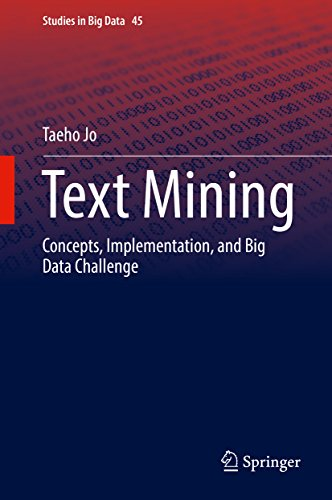 Studies in Big Data 45
Taeho Jo
Text Mining
Concepts, Implementation, and Big
Data Challenge
Springer